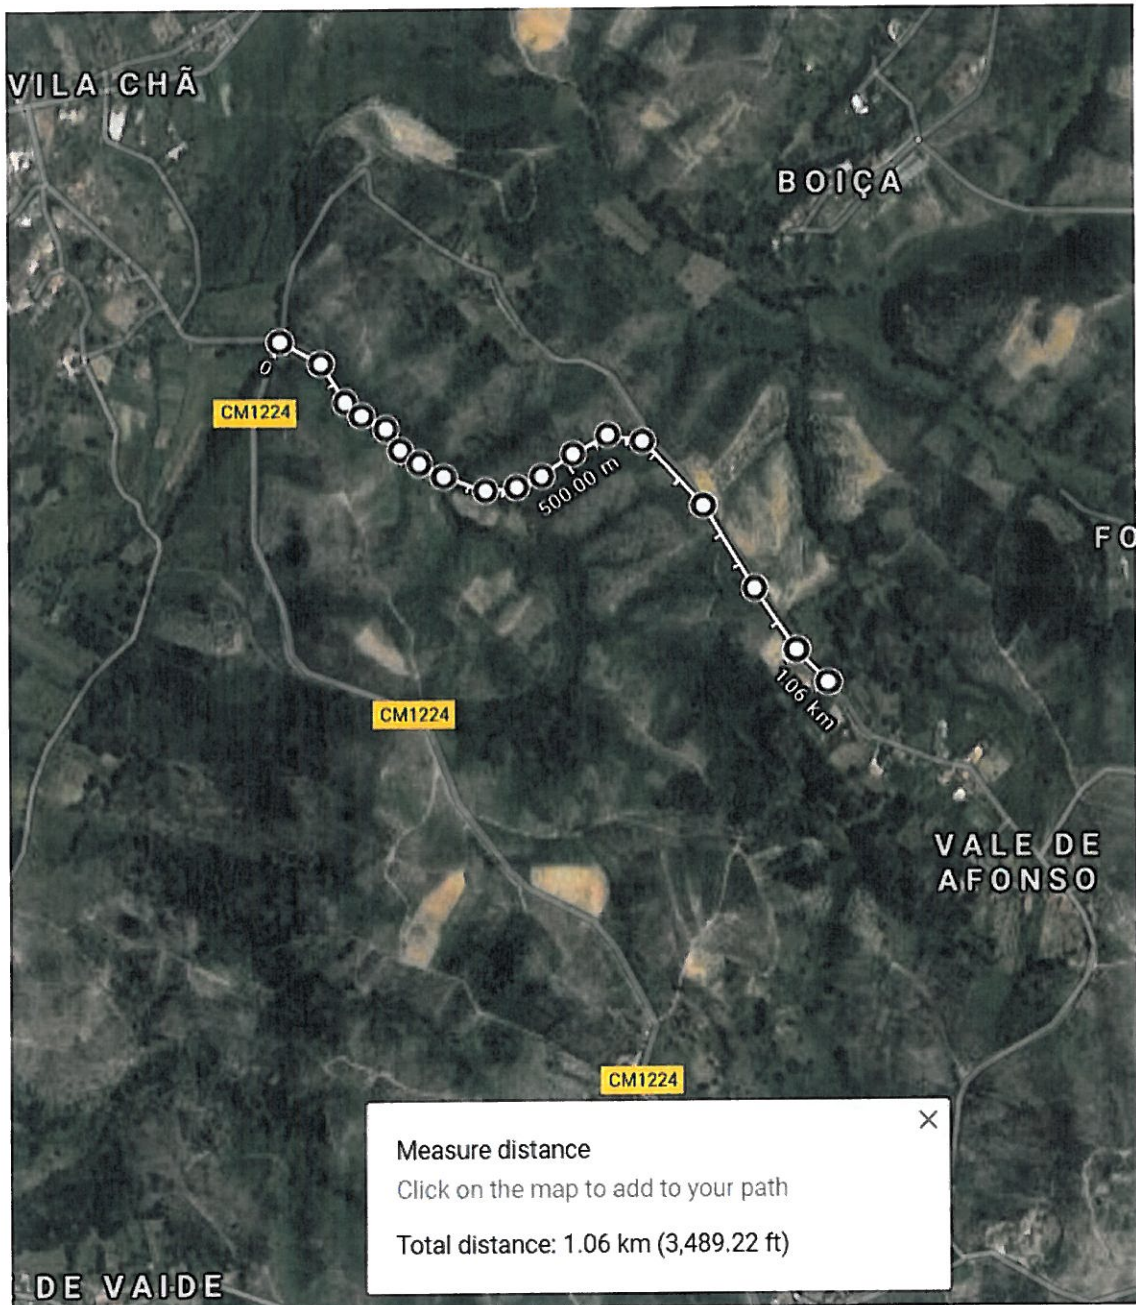 VILA CHÃ
BOIÇA
0
CM1224
500.00 m
FO
CM1224
1.06 km
VALE DE
AFONSO
CM1224
Measure distance
Click on the map to add to your path
Total distance: 1.06 km (3,489.22 ft)
DE VAIDE